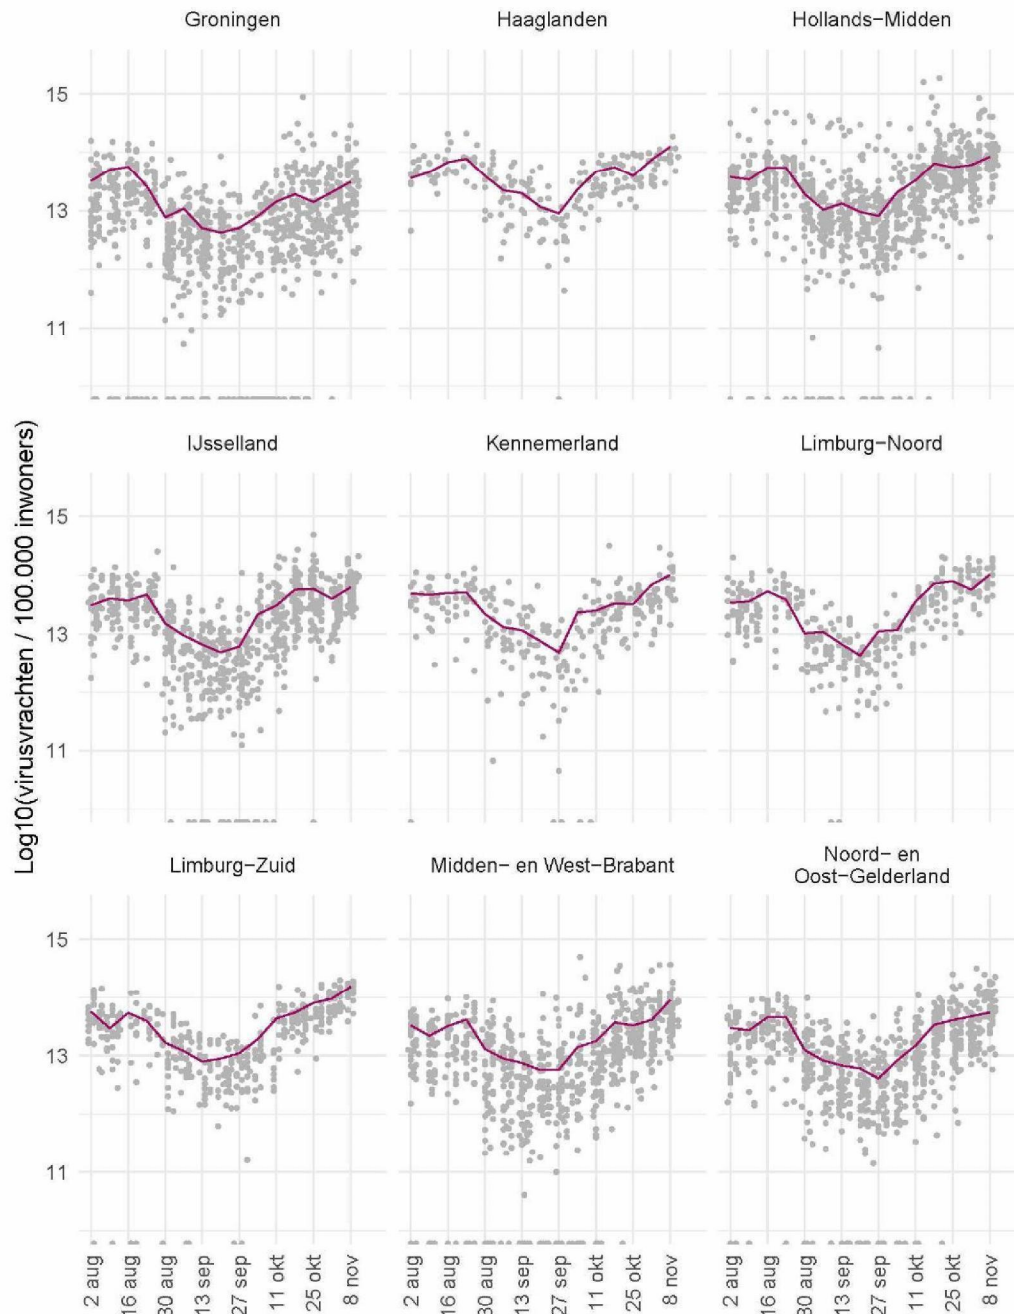 Groningen
Haaglanden
Hollands-Midden
15
13
11
IJsselland
Kennemerland
Limburg-Noord
15
13
11
Log10(virusvrachten / 100.000 inwoners)
Limburg-Zuid
Midden- en West-Brabant
Noord- en
Oost-Gelderland
15
13
11
2 aug
16 aug
30 aug
13 sep
27 sep
11 okt
25 okt
8 nov
2 aug
16 aug
30 aug
13 sep
27 sep
11 okt
25 okt
8 nov
2 aug
16 aug
30 aug
13 sep
27 sep
11 okt
25 okt
8 nov